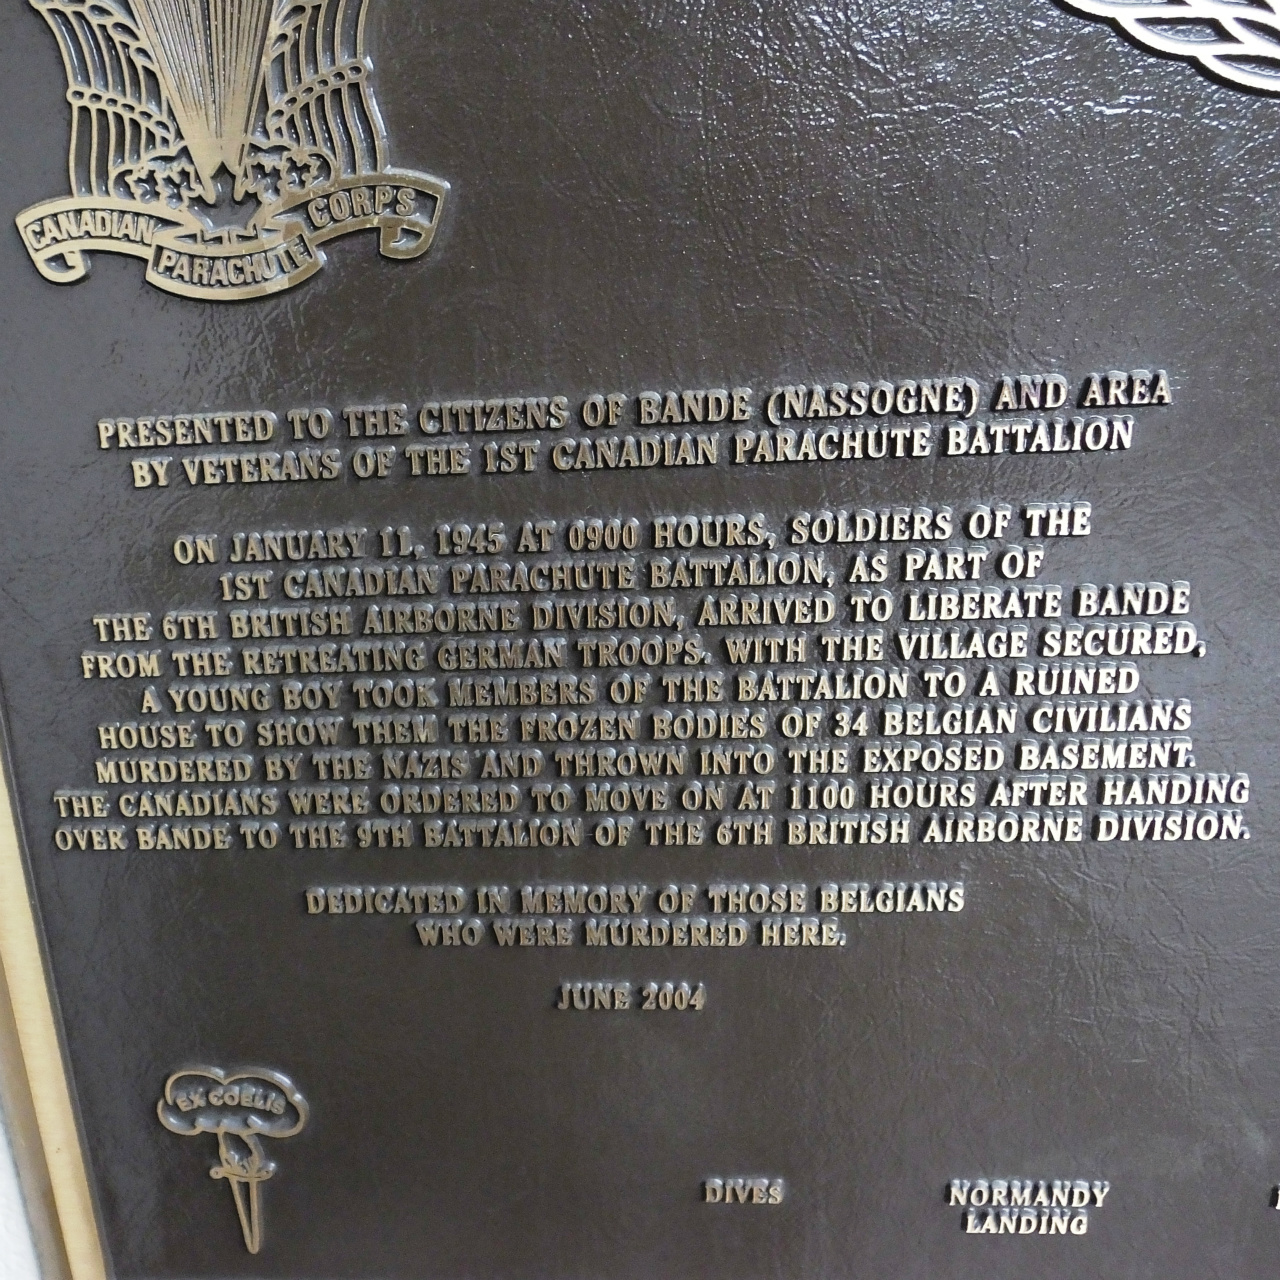 CANADIAN
PARACHUTE
CORPS
PRESENTED TO THE CITIZENS OF BANDE (NASSOGNE) AND AREA
BY VETERANS OF THE 1ST CANADIAN PARACHUTE BATTALION
ON JANUARY 11, 1945 AT 0900 HOURS, SOLDIERS OF THE
1ST CANADIAN PARACHUTE BATTALION, AS PART OF
THE 6TH BRITISH AIRBORNE DIVISION, ARRIVED TO LIBERATE BANDE
FROM THE RETREATING GERMAN TROOPS. WITH THE VILLAGE SECURED,
A YOUNG BOY TOOK MEMBERS OF THE BATTALION TO A RUINED
HOUSE TO SHOW THEM THE FROZEN BODIES OF 34 BELGIAN CIVILIANS
MURDERED BY THE NAZIS AND THROWN INTO THE EXPOSED BASEMENT.
THE CANADIANS WERE ORDERED TO MOVE ON AT 1100 HOURS AFTER HANDING
OVER BANDE TO THE 9TH BATTALION OF THE 6TH BRITISH AIRBORNE DIVISION.
DEDICATED IN MEMORY OF THOSE BELGIANS
WHO WERE MURDERED HERE.
JUNE 2004
EX COELIS
DIVES
NORMANDY
LANDING